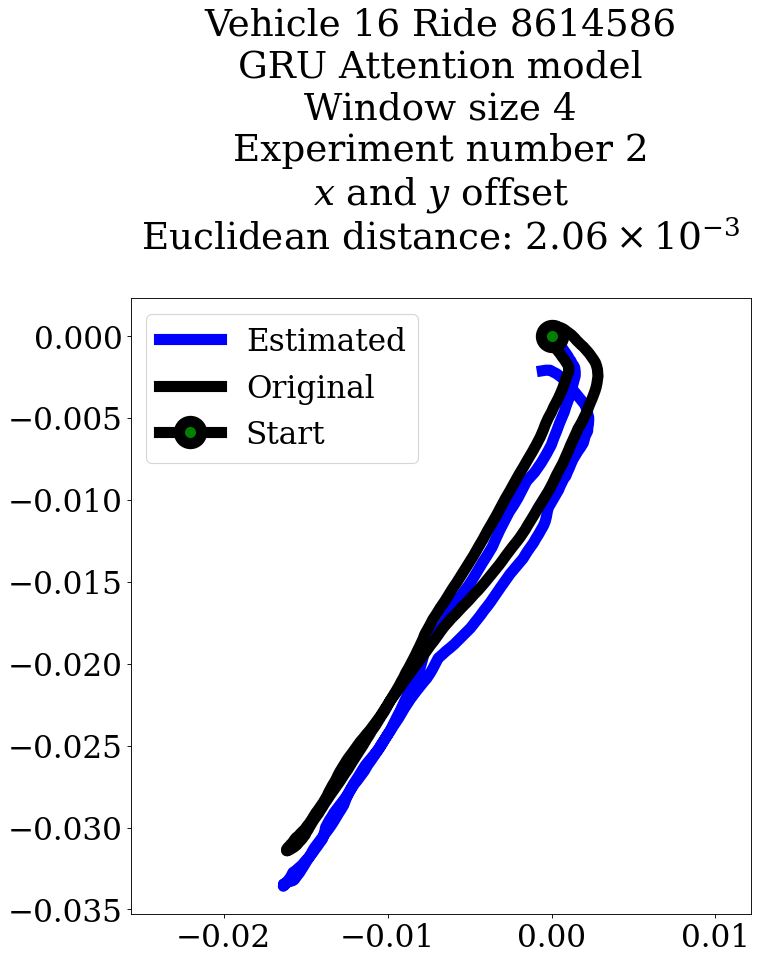 Vehicle 16 Ride 8614586
GRU Attention model
Window size 4
Experiment number 2
x and y offset
Euclidean distance: 2.06 × 10⁻³
Estimated
Original
Start
0.000
−0.005
−0.010
−0.015
−0.020
−0.025
−0.030
−0.035
−0.02 −0.01 0.00 0.01